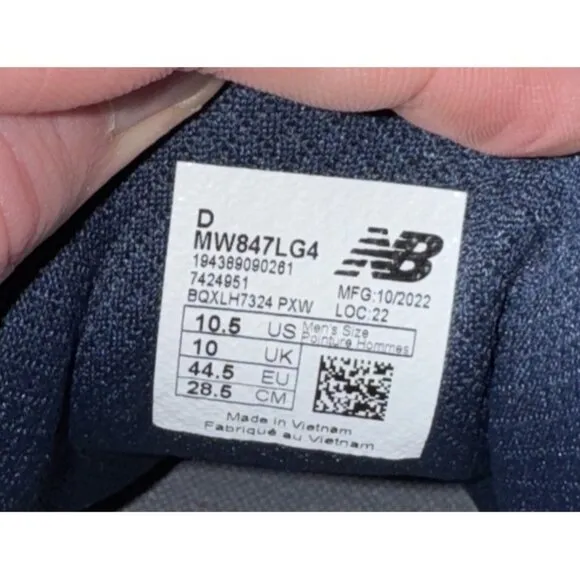 D
MW847LG4
194389090261
7424951
BQXLH7324 PXW
NB
MFG:10/2022
LOC:22
10.5 US Men's Size
Pointure Hommes
10 UK
44.5 EU
28.5 CM
Made in Vietnam
Fabriqué au Vietnam